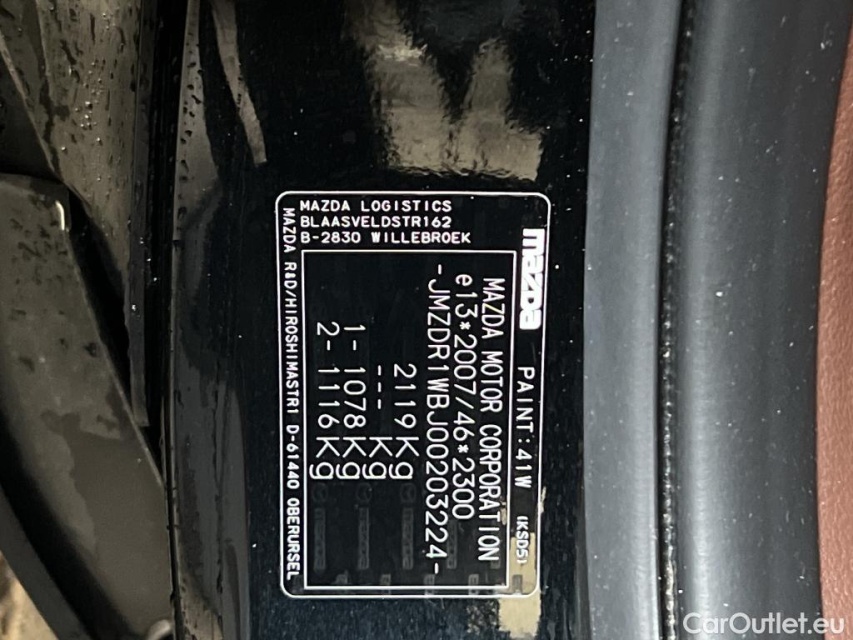 mazda PAINT:41W (KSD5)
MAZDA MOTOR CORPORATION
e13*2007/46*2300
-JMZDR1WBJ00203224-
2119Kg
---Kg
1-1078Kg
2-1116Kg
MAZDA LOGISTICS
BLAASVELDSTR162
B-2830 WILLEBROEK
MAZDA R&D/HIROSHIMASTR1 D-61440 OBERURSEL
CarOutlet.eu